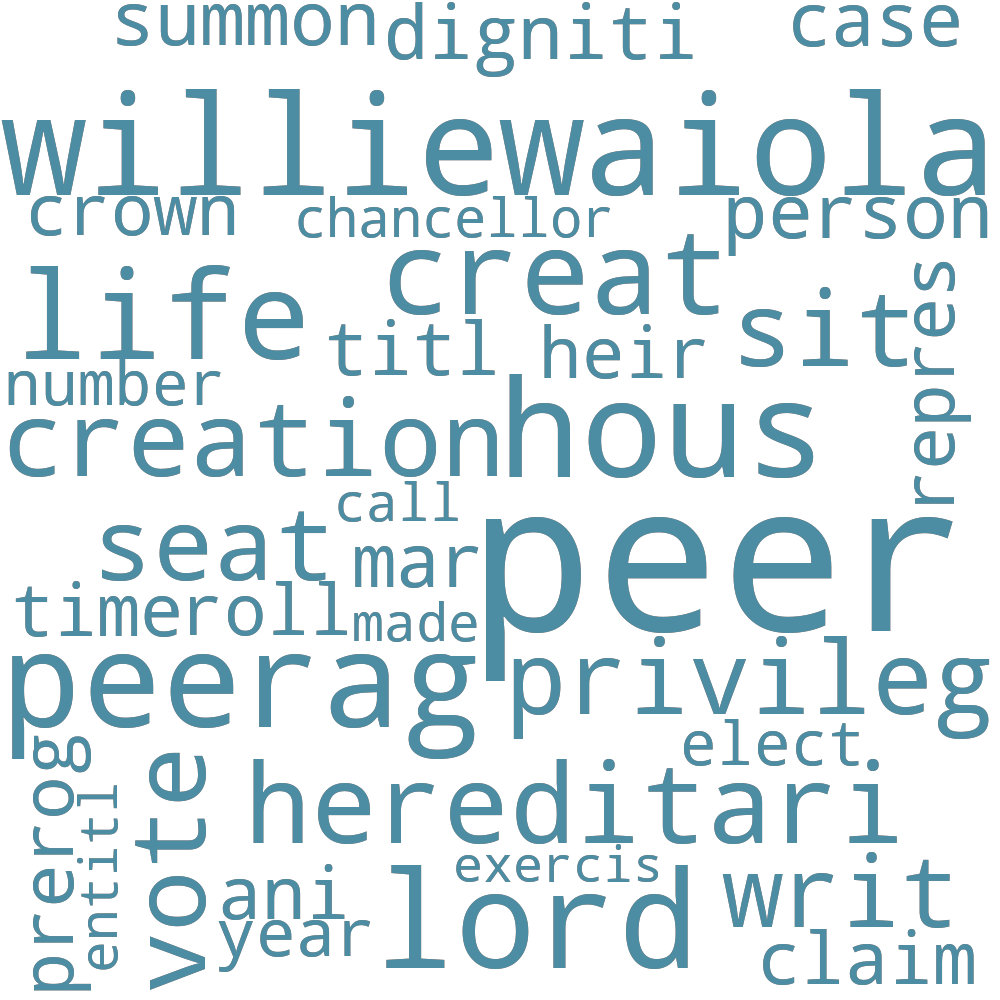 summon digniti case
williewaiola
crown chancellor person
life creat repres
titl heir sit
number
creation hous
call
seat mar peer
timeroll made
peerag privileg
prerog entitl vote elect
hereditari
exercis
ani lord writ
year claim